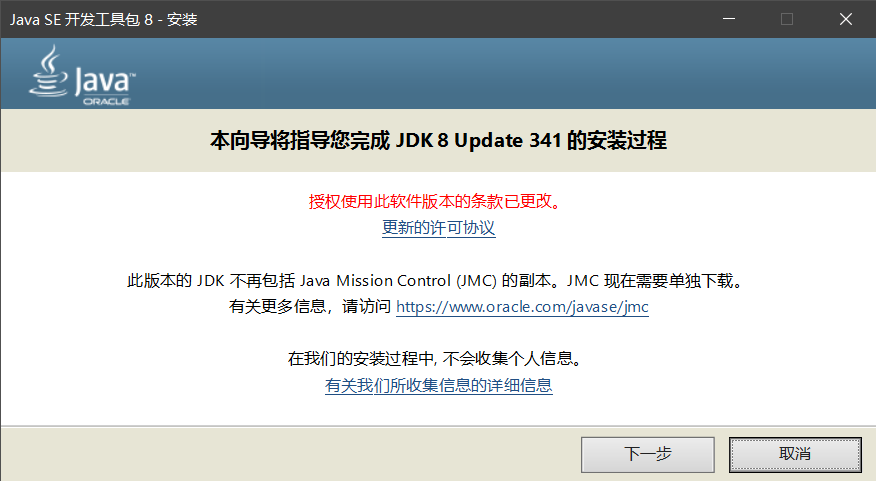 Java SE 开发工具包 8 - 安装
Java™
ORACLE
本向导将指导您完成 JDK 8 Update 341 的安装过程
授权使用此软件版本的条款已更改。
更新的许可协议
此版本的 JDK 不再包括 Java Mission Control (JMC) 的副本。JMC 现在需要单独下载。
有关更多信息，请访问 https://www.oracle.com/javase/jmc
在我们的安装过程中, 不会收集个人信息。
有关我们所收集信息的详细信息
下一步 取消